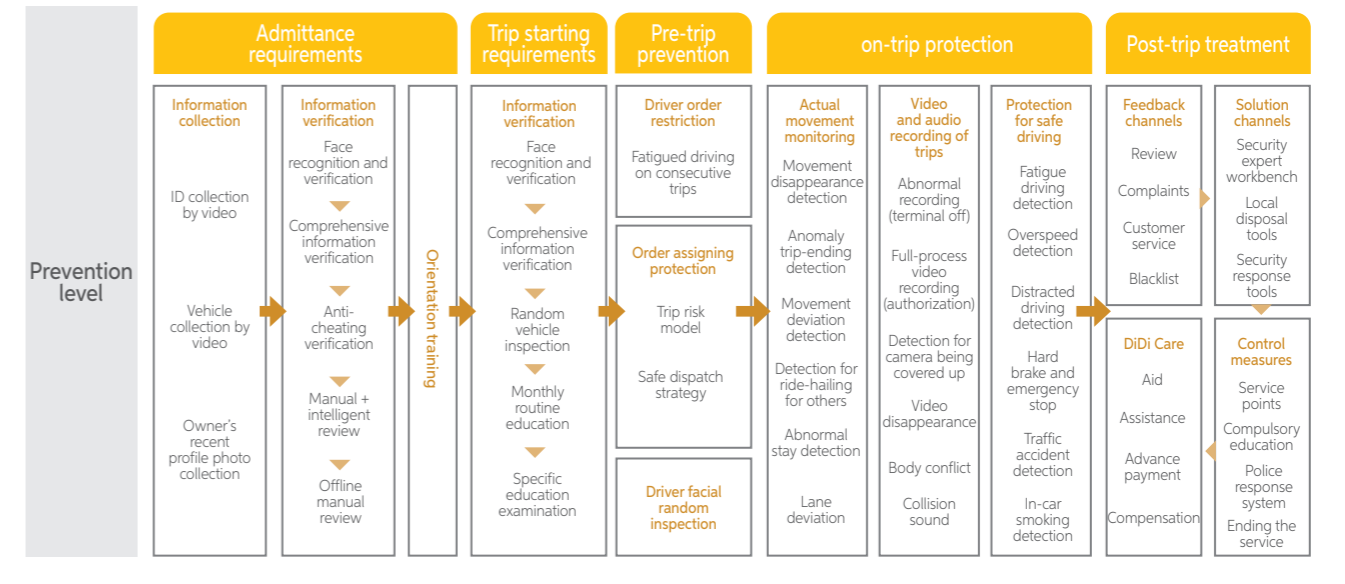 Prevention
level
Admittance
requirements
Information
collection
ID collection
by video
Vehicle
collection by
video
Owner's
recent
profile photo
collection
Information
verification
Face
recognition and
verification
Comprehensive
information
verification
Anti-
cheating
verification
Manual +
intelligent
review
Offline
manual
review
Orientation training
Trip starting
requirements
Information
verification
Face
recognition and
verification
Comprehensive
information
verification
Random
vehicle
inspection
Monthly
routine
education
Specific
education
examination
Pre-trip
prevention
Driver order
restriction
Fatigued driving
on consecutive
trips
Order assigning
protection
Trip risk
model
Safe dispatch
strategy
Driver facial
random
inspection
on-trip protection
Actual
movement
monitoring
Movement
disappearance
detection
Anomaly
trip-ending
detection
Movement
deviation
detection
Detection for
ride-hailing
for others
Abnormal
stay detection
Lane
deviation
Video
and audio
recording of
trips
Abnormal
recording
(terminal off)
Full-process
video
recording
(authorization)
Detection for
camera being
covered up
Video
disappearance
Body conflict
Collision
sound
Protection
for safe
driving
Fatigue
driving
detection
Overspeed
detection
Distracted
driving
detection
Hard
brake and
emergency
stop
Traffic
accident
detection
In-car
smoking
detection
Post-trip treatment
Feedback
channels
Review
Complaints
Customer
service
Blacklist
Solution
channels
Security
expert
workbench
Local
disposal
tools
Security
response
tools
DiDi Care
Aid
Assistance
Advance
payment
Compensation
Control
measures
Service
points
Compulsory
education
Police
response
system
Ending the
service